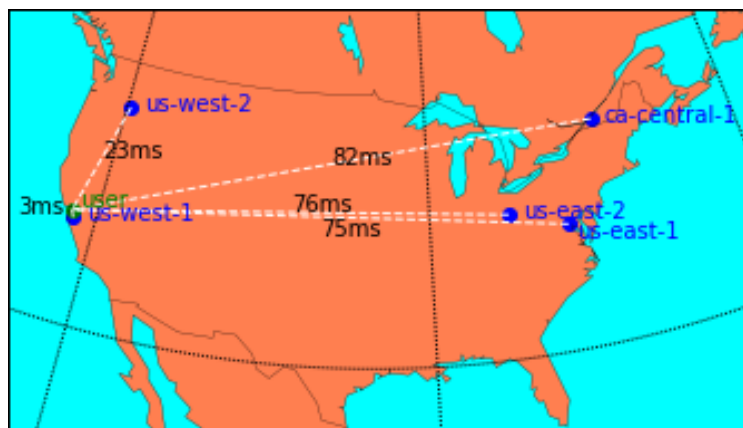 us-west-2
ca-central-1
23ms
82ms
user
3ms
us-west-1
76ms
us-east-2
75ms
us-east-1